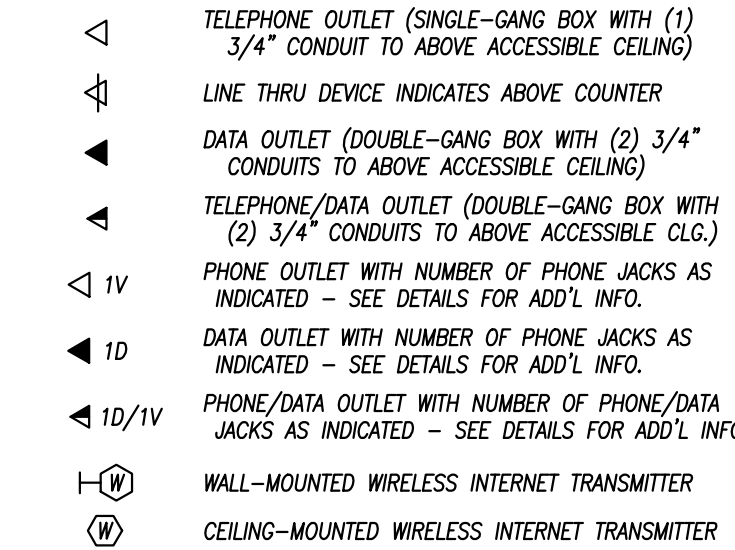 TELEPHONE OUTLET (SINGLE-GANG BOX WITH (1)
3/4" CONDUIT TO ABOVE ACCESSIBLE CEILING)
LINE THRU DEVICE INDICATES ABOVE COUNTER
DATA OUTLET (DOUBLE-GANG BOX WITH (2) 3/4"
CONDUITS TO ABOVE ACCESSIBLE CEILING)
TELEPHONE/DATA OUTLET (DOUBLE-GANG BOX WITH
(2) 3/4" CONDUITS TO ABOVE ACCESSIBLE CLG.)
1V PHONE OUTLET WITH NUMBER OF PHONE JACKS AS
INDICATED - SEE DETAILS FOR ADD'L INFO.
1D DATA OUTLET WITH NUMBER OF PHONE JACKS AS
INDICATED - SEE DETAILS FOR ADD'L INFO.
1D/1V PHONE/DATA OUTLET WITH NUMBER OF PHONE/DATA
JACKS AS INDICATED - SEE DETAILS FOR ADD'L INFO
W WALL-MOUNTED WIRELESS INTERNET TRANSMITTER
W CEILING-MOUNTED WIRELESS INTERNET TRANSMITTER